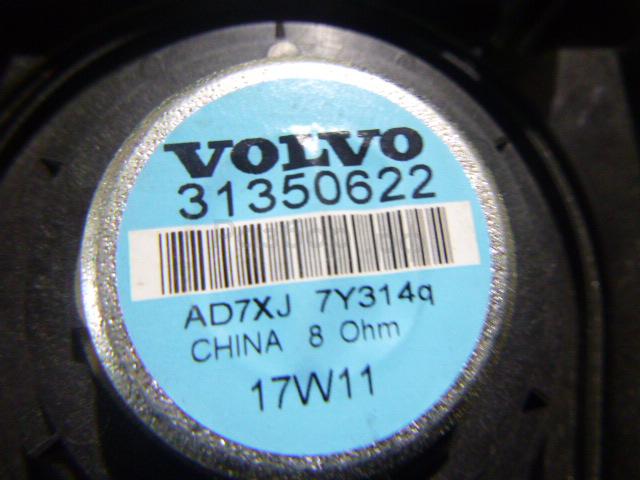 VOLVO
31350622
AD7XJ 7Y314q
CHINA 8 Ohm
17W11